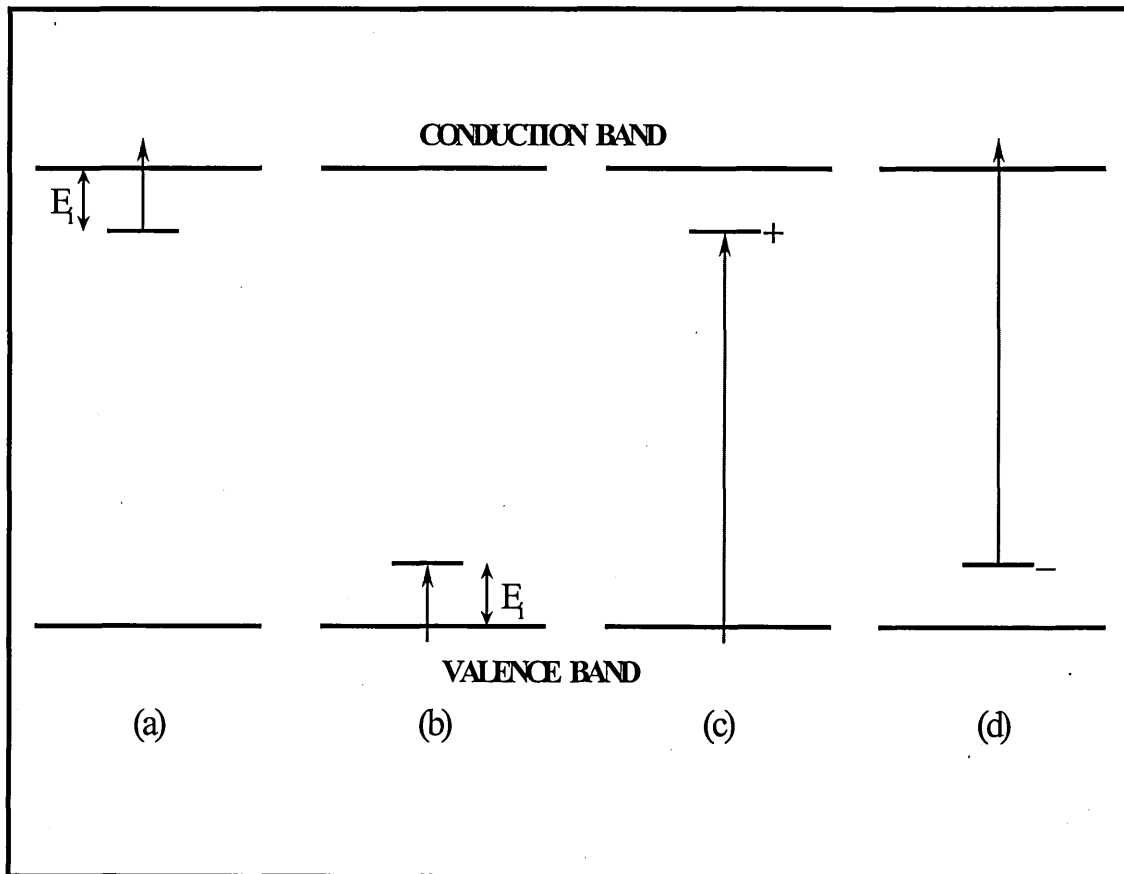 CONDUCTION BAND
Ei
+
Ei
–
VALENCE BAND
(a) (b) (c) (d)